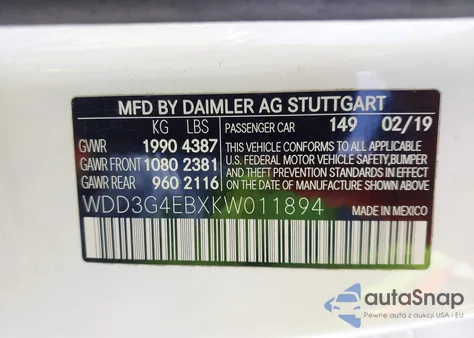 MFD BY DAIMLER AG STUTTGART
KG LBS PASSENGER CAR 149 02/19
GVWR 1990 4387 THIS VEHICLE CONFORMS TO ALL APPLICABLE
GAWR FRONT 1080 2381 U.S. FEDERAL MOTOR VEHICLE SAFETY, BUMPER
GAWR REAR 960 2116 AND THEFT PREVENTION STANDARDS IN EFFECT
ON THE DATE OF MANUFACTURE SHOWN ABOVE.
WDD3G4EBXKW011894 MADE IN MEXICO
autoSnap
Pewne auta z aukcji USA i EU